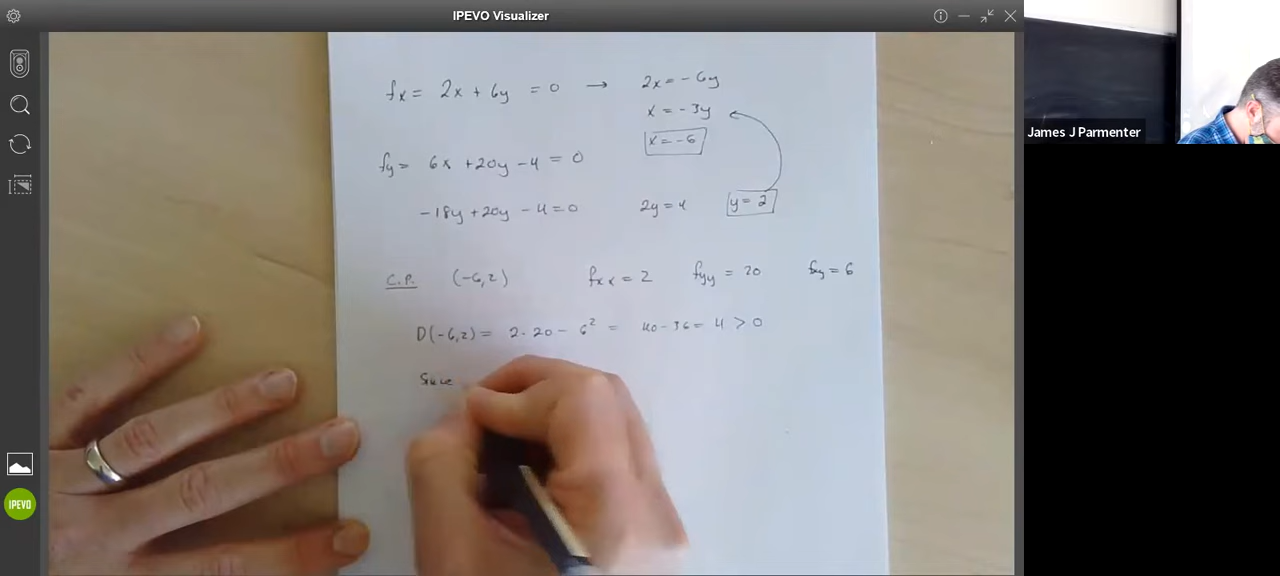 IPEVO Visualizer
fx = 2x + 6y = 0 → 2x = -6y
x = -3y
x = -6
fy = 6x + 20y - 4 = 0
-18y + 20y - 4 = 0 2y = 4 y = 2
C.P. (-6,2) fxx = 2 fyy = 20 fxy = 6
D(-6,2) = 2·20 - 6² = 40 - 36 = 4 > 0
Since
James J Parmenter
IPEVO